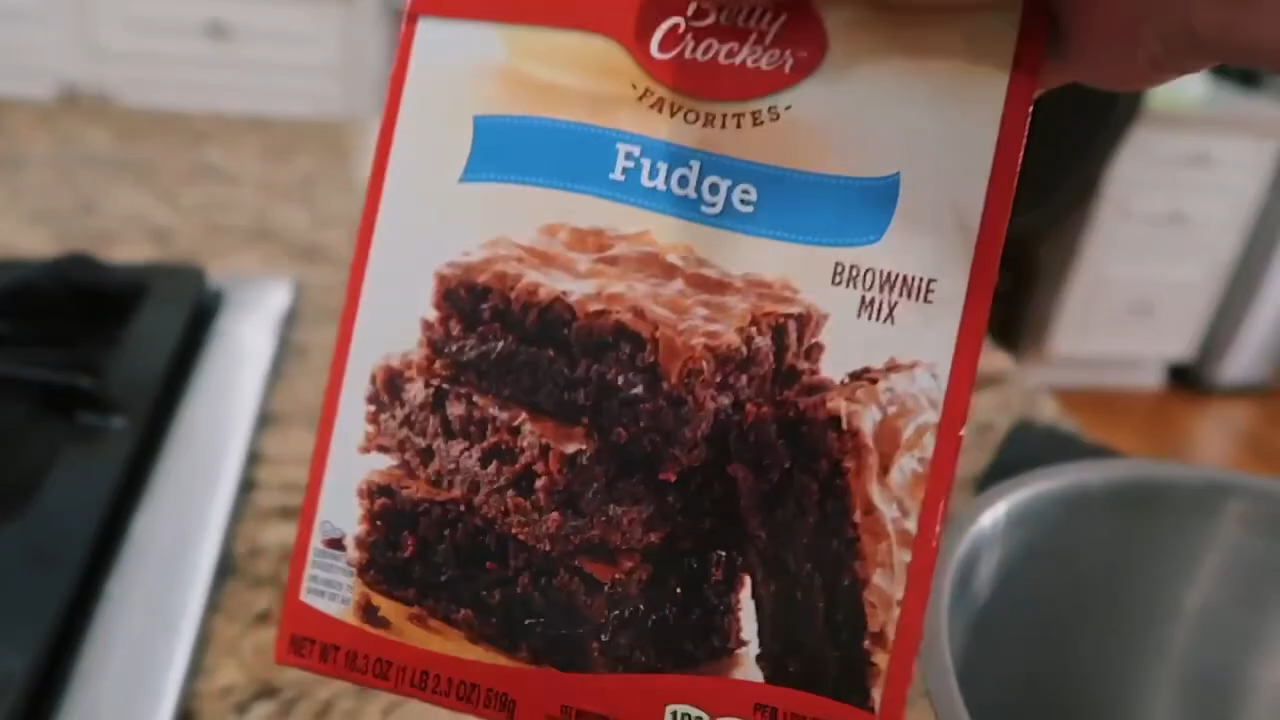 Betty
Crocker
-FAVORITES-
Fudge
BROWNIE
MIX
NET WT 18.3 OZ (1 LB 2.3 OZ) 519g